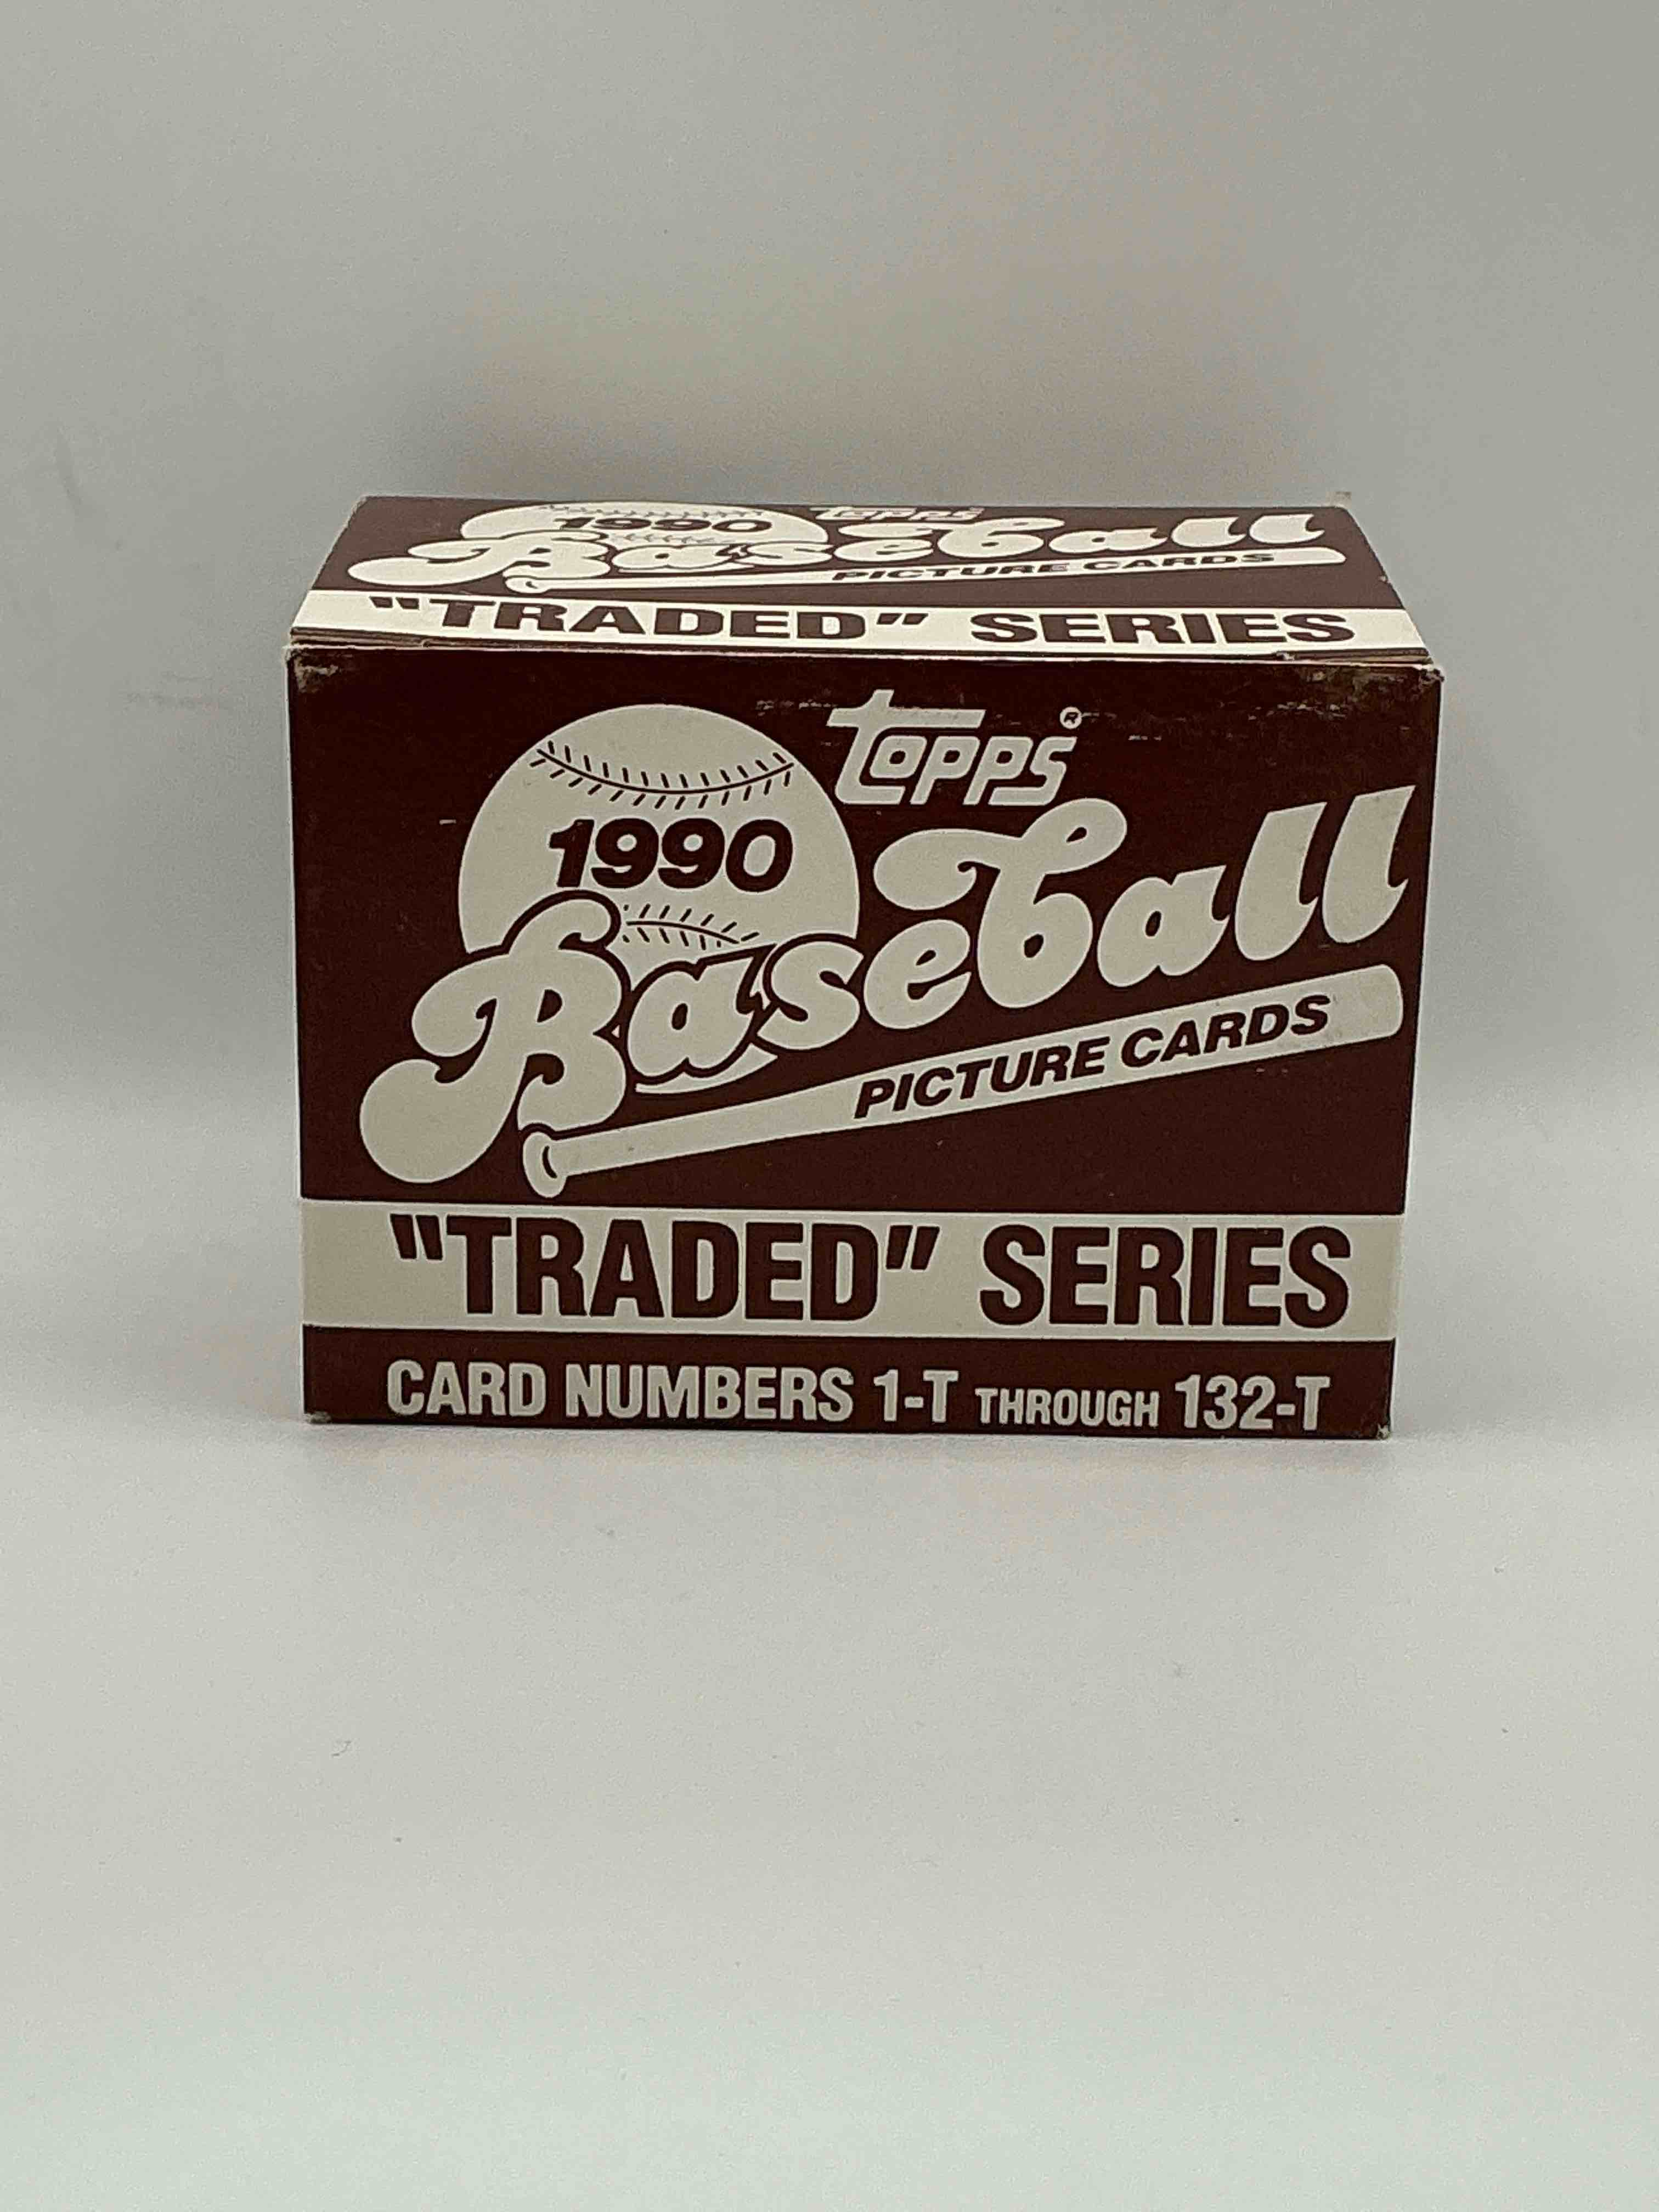 1990
topps
Baseball
PICTURE CARDS
"TRADED" SERIES
topps®
1990
Baseball
PICTURE CARDS
"TRADED" SERIES
CARD NUMBERS 1-T THROUGH 132-T